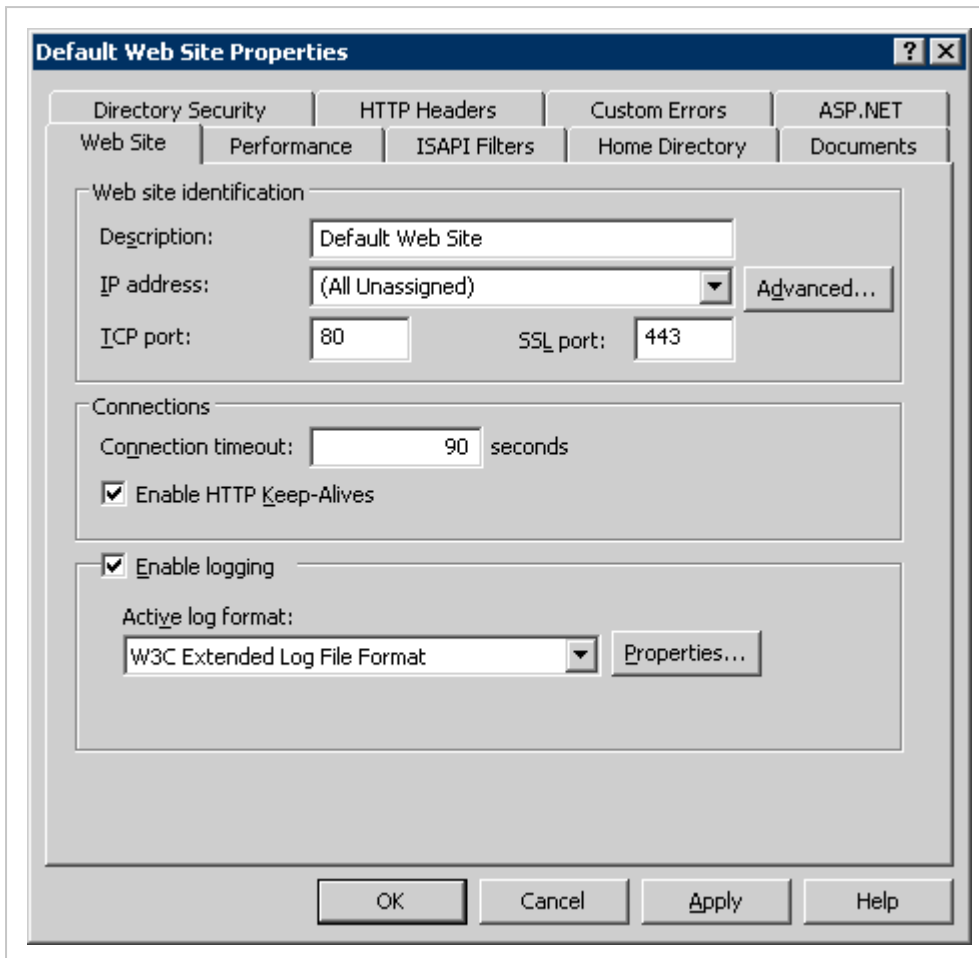 Default Web Site Properties
Directory Security HTTP Headers Custom Errors ASP.NET
Web Site Performance ISAPI Filters Home Directory Documents
Web site identification
Description: Default Web Site
IP address: (All Unassigned) Advanced...
TCP port: 80 SSL port: 443
Connections
Connection timeout: 90 seconds
Enable HTTP Keep-Alives
Enable logging
Active log format:
W3C Extended Log File Format Properties...
OK Cancel Apply Help